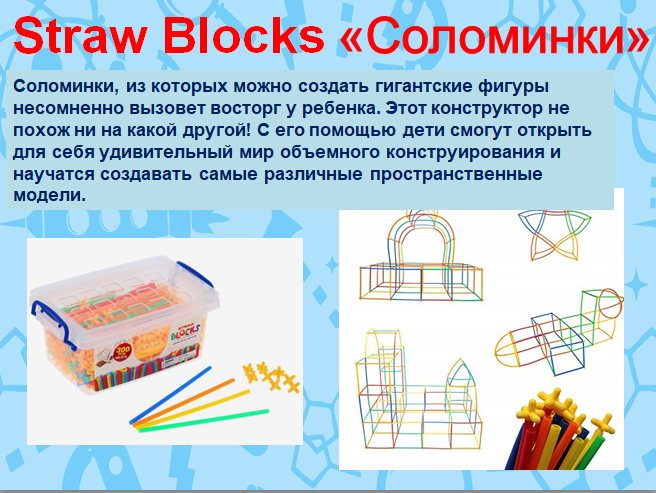 Straw Blocks «Соломинки»
Соломинки, из которых можно создать гигантские фигуры
несомненно вызовет восторг у ребенка. Этот конструктор не
похож ни на какой другой! С его помощью дети смогут открыть
для себя удивительный мир объемного конструирования и
научатся создавать самые различные пространственные
модели.
STRAW
BLOCKS
300